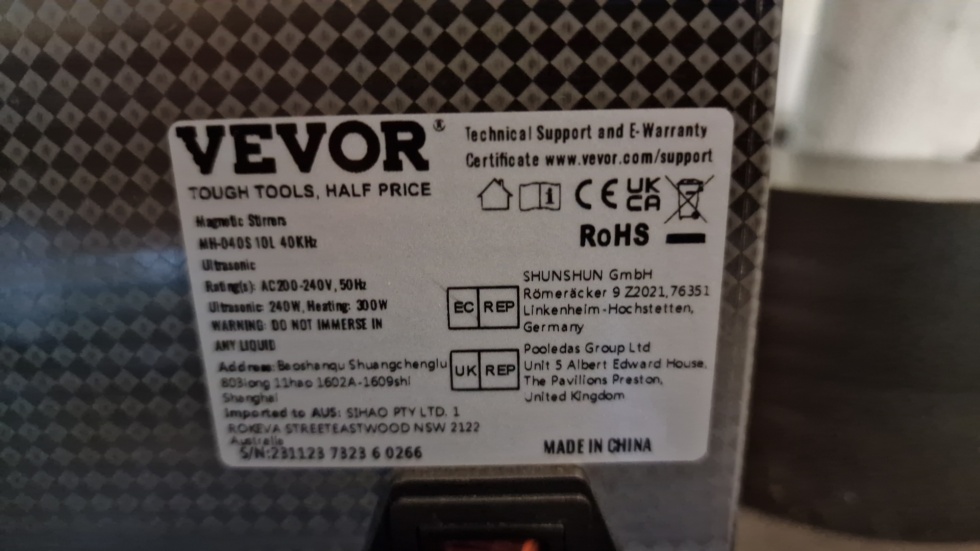 VEVOR®
TOUGH TOOLS, HALF PRICE
Technical Support and E-Warranty
Certificate www.vevor.com/support
CE UK CA
RoHS
Magnetic Stirrers
MH-040S 10L 40KHz
Ultrasonic
Rating(s): AC200-240V, 50Hz
Ultrasonic: 240W, Heating: 300W
WARNING: DO NOT IMMERSE IN
ANY LIQUID
Address: Baoshanqu Shuangchenglu
803long 11hao 1602A-1609shi
Shanghai
Imported to AUS: SIHAO PTY LTD. 1
ROKEVA STREETEASTWOOD NSW 2122
Australia
S/N:231123 7323 6 0266
EC REP
SHUNSHUN GmbH
Römeräcker 9 Z2021,76351
Linkenheim-Hochstetten,
Germany
UK REP
Pooledas Group Ltd
Unit 5 Albert Edward House,
The Pavilions Preston,
United Kingdom
MADE IN CHINA